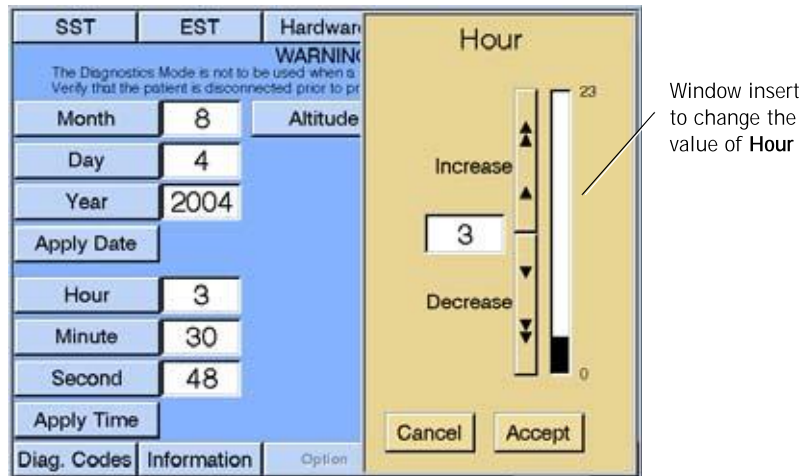 SST EST Hardwar
WARNIN
The Diagnostics Mode is not to be used when a
Verify that the patient is disconnected prior to pr
Month 8 Altitude
Day 4
Year 2004
Apply Date
Hour 3
Minute 30
Second 48
Apply Time
Diag. Codes Information Option
Hour
23
Increase
3
Decrease
0
Cancel Accept
Window insert
to change the
value of Hour